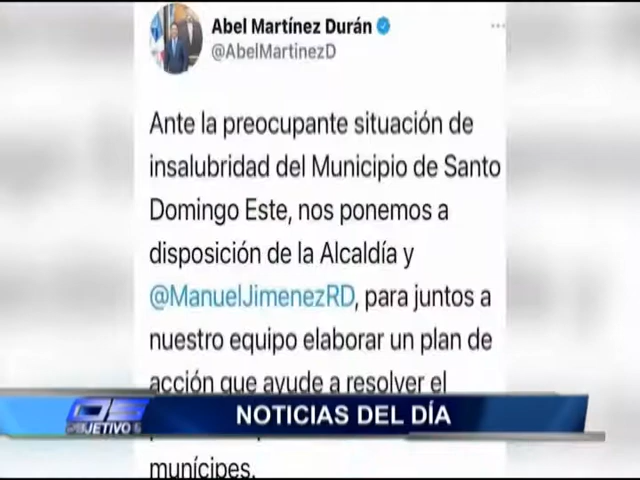 Abel Martínez Durán
@AbelMartinezD
Ante la preocupante situación de
insalubridad del Municipio de Santo
Domingo Este, nos ponemos a
disposición de la Alcaldía y
@ManuelJimenezRD, para juntos a
nuestro equipo elaborar un plan de
acción que ayude a resolver el
munícipes.
NOTICIAS DEL DÍA
OBJETIVO 5